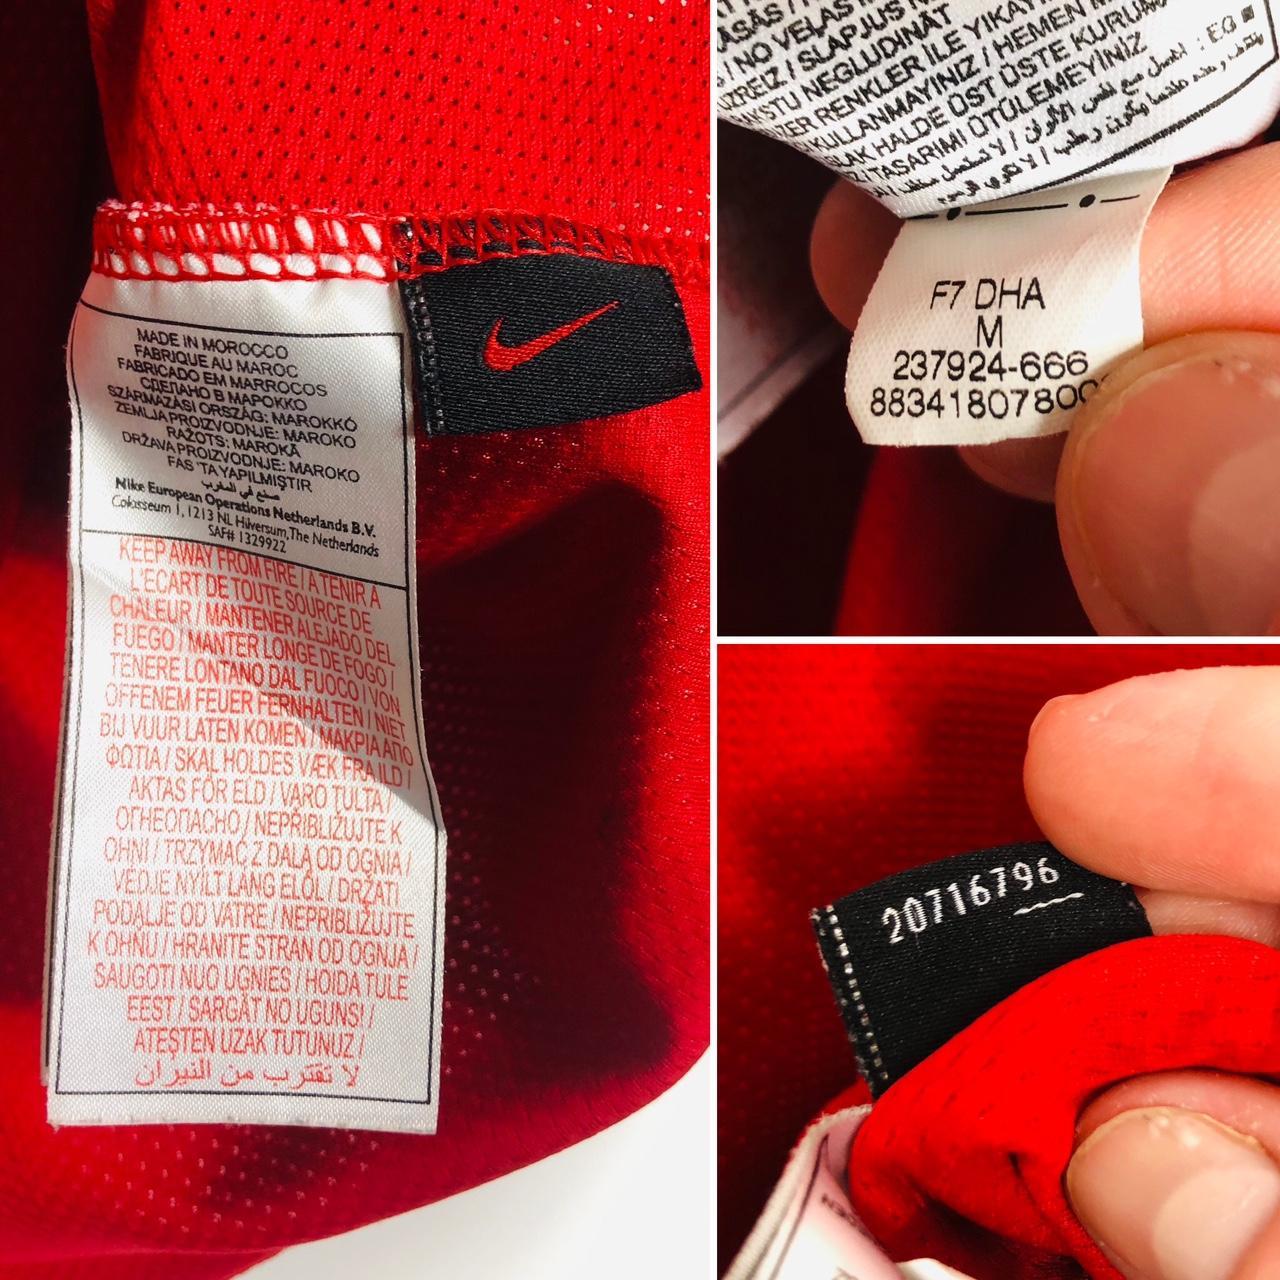 MADE IN MOROCCO
FABRIQUE AU MAROC
FABRICADO EM MARROCOS
СДЕЛАНО В МАРОККО
SZÁRMAZÁSI ORSZÁG: MAROKKÓ
ZEMLJA PROIZVODNJE: MAROKO
RAŽOTS: MAROKA
DRŽAVA PROIZVODNJE: MAROKO
FAS 'TA YAPILMIŞTIR
صنع في المغرب
Nike European Operations Netherlands B.V.
Colosseum 1, 1213 NL Hilversum, The Netherlands
SAF# 1329922
KEEP AWAY FROM FIRE / A TENIR A
L'ECART DE TOUTE SOURCE DE
CHALEUR / MANTENER ALEJADO DEL
FUEGO / MANTER LONGE DE FOGO /
TENERE LONTANO DAL FUOCO / VON
OFFENEM FEUER FERNHALTEN / NIET
BIJ VUUR LATEN KOMEN / ΜΑΚΡΙΑ ΑΠΟ
ΦΩΤΙΑ / SKAL HOLDES VÆK FRA ILD /
AKTAS FÖR ELD / VARO TULTA /
ОГНЕОПАСНО / NEPŘIBLIŽUJTE K
OHNI / TRZYMAĆ Z DALA OD OGNIA /
VÉDJE NYÍLT LÁNG ELŐL / DRŽATI
PODALJE OD VATRE / NEPRIBLIŽUJTE
K OHŇU / HRANITE STRAN OD OGNJA /
SAUGOTI NUO UGNIES / HOIDA TULE
EEST / SARGĀT NO UGUNS! /
ATEŞTEN UZAK TUTUNUZ /
لا تقترب من النيران
NO VEĻAS
/ SLAPJUS
NEGLUDINĀT
RENKLER ILE YIKAY
KULLANMAYINIZ / HEMEN
HALDE ÜST ÜSTE KURUM
TASARIMI ÜTÜLEMEYİNİZ
: E.G
F7 DHA
M
237924-666
88341807800
20716796